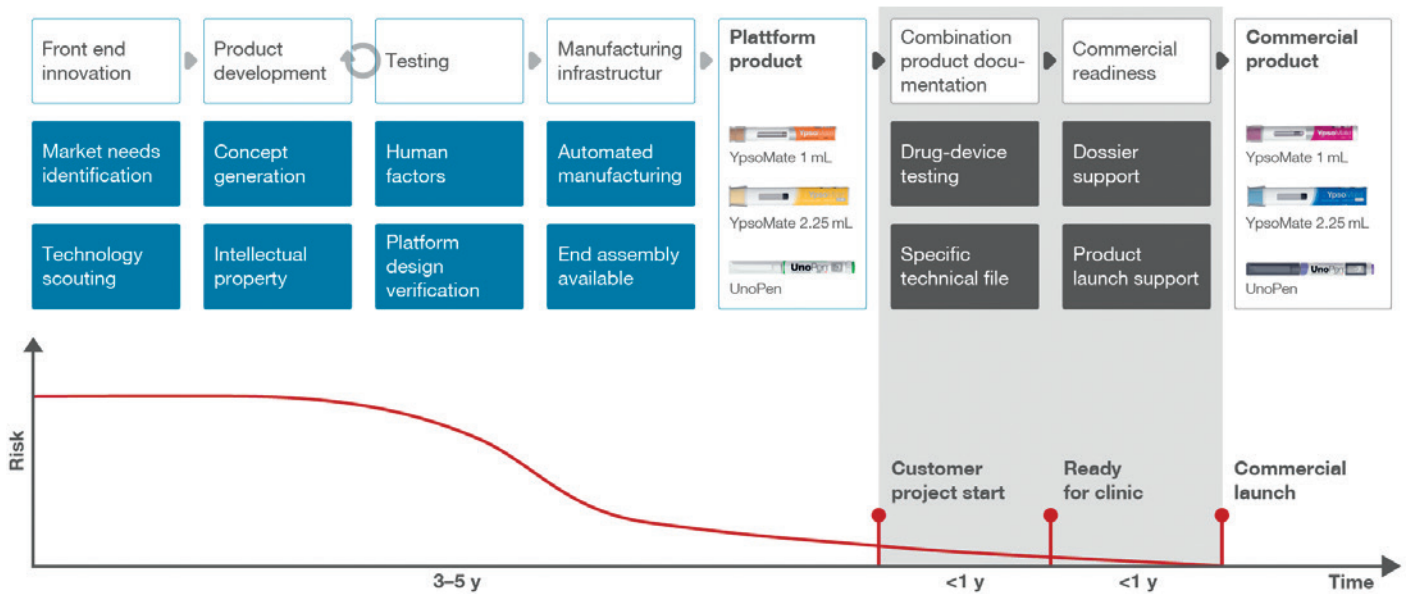 Front end
innovation
Product
development
Testing
Manufacturing
infrastructur
Plattform
product
Combination
product docu-
mentation
Commercial
readiness
Commercial
product
Market needs
identification
Concept
generation
Human
factors
Automated
manufacturing
YpsoMate 1 mL
Drug-device
testing
Dossier
support
YpsoMate 1 mL
Technology
scouting
Intellectual
property
Platform
design
verification
End assembly
available
YpsoMate 2.25 mL
UnoPen
UnoPen
Specific
technical file
Product
launch support
Ypso
YpsoMate 2.25 mL
UnoPen
UnoPen
Risk
Customer
project start
Ready
for clinic
Commercial
launch
3–5 y
<1 y
<1 y
Time